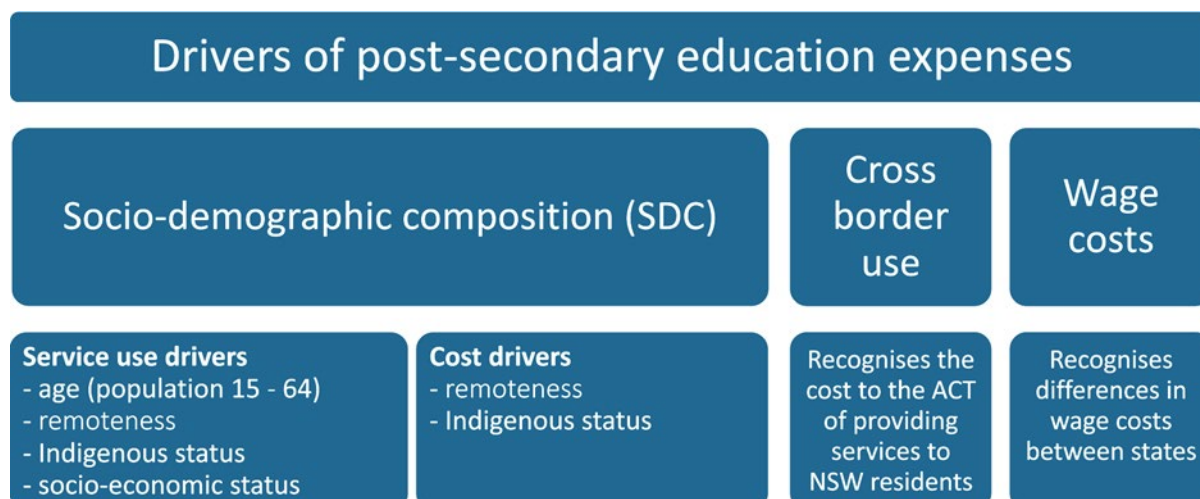 Drivers of post-secondary education expenses
Socio-demographic composition (SDC)
Cross
border
use
Wage
costs
Service use drivers
- age (population 15 - 64)
- remoteness
- Indigenous status
- socio-economic status
Cost drivers
- remoteness
- Indigenous status
Recognises the
cost to the ACT
of providing
services to
NSW residents
Recognises
differences in
wage costs
between states